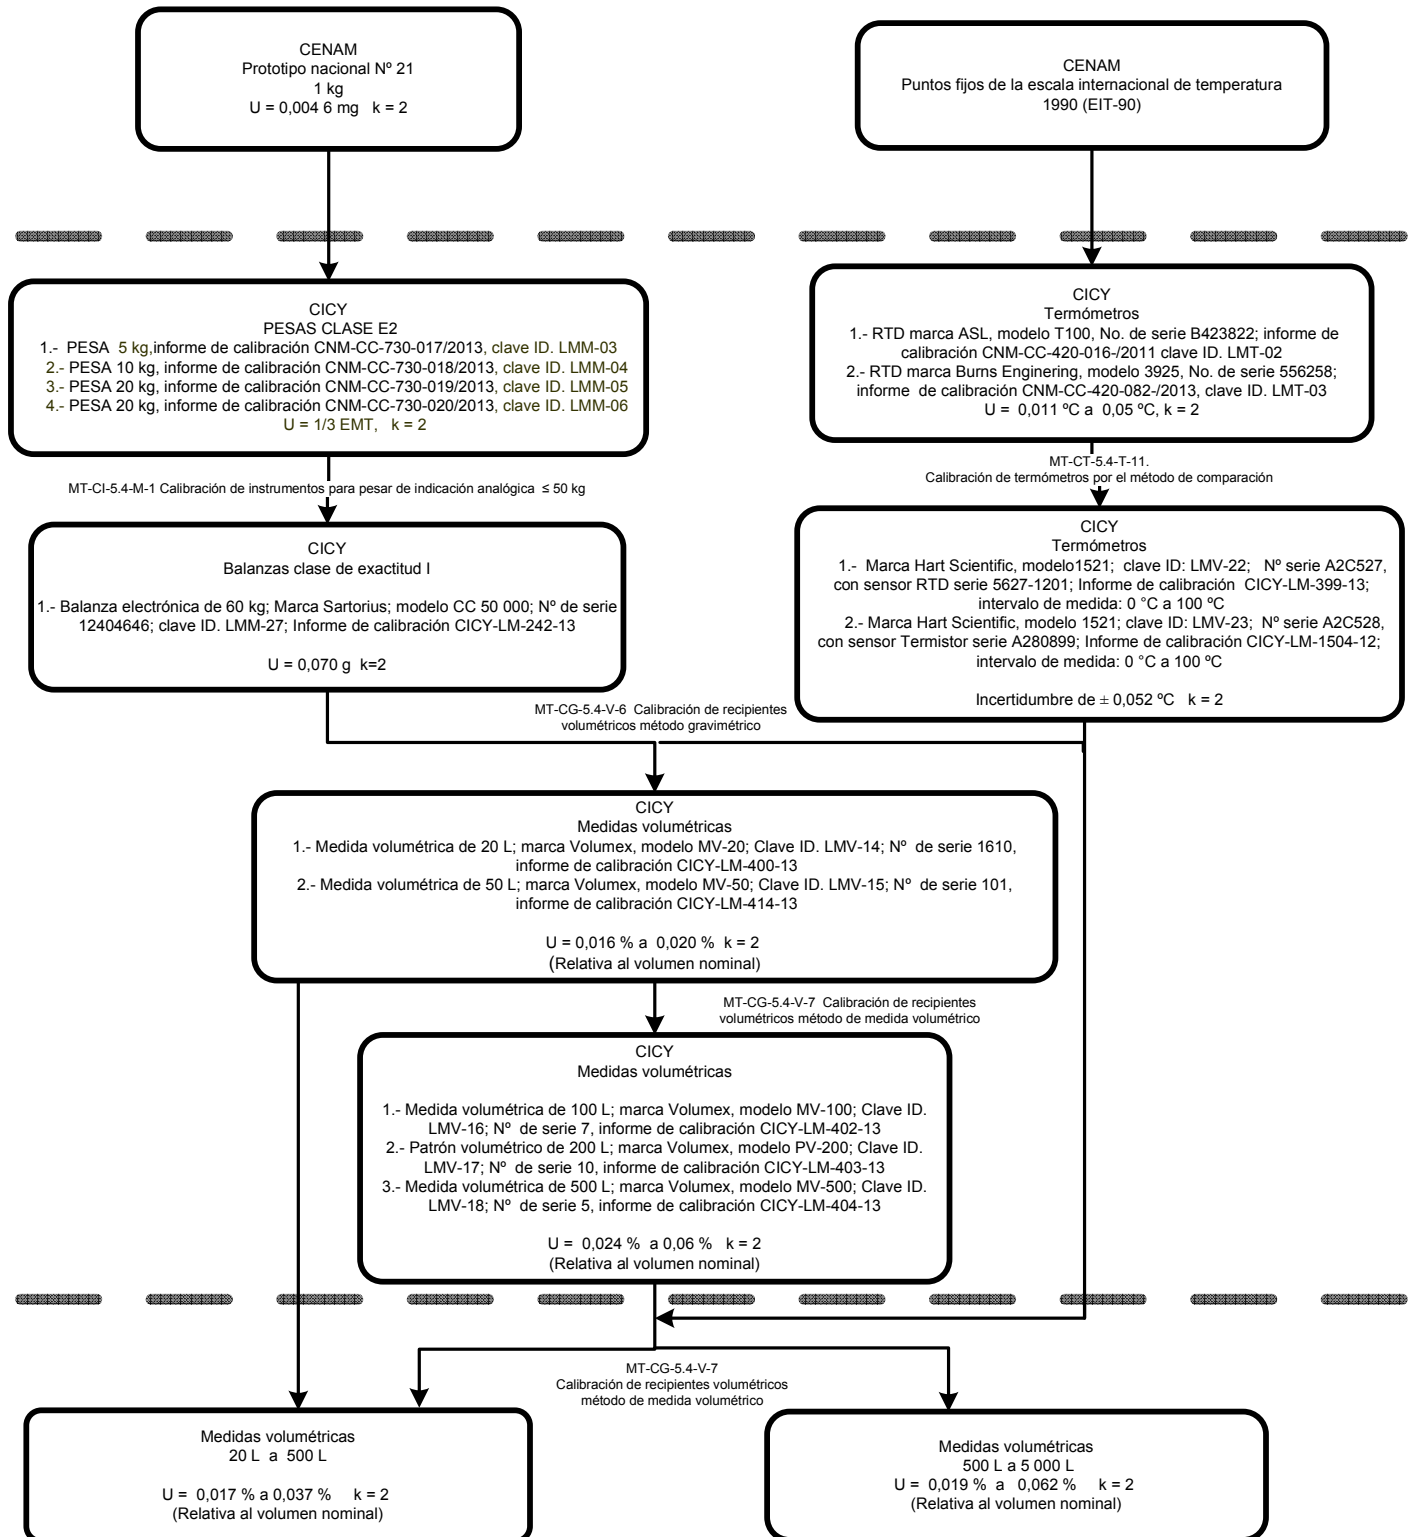 CENAM
Prototipo nacional Nº 21
1 kg
U = 0,004 6 mg k = 2
CENAM
Puntos fijos de la escala internacional de temperatura
1990 (EIT-90)
CICY
PESAS CLASE E2
1.- PESA 5 kg,informe de calibración CNM-CC-730-017/2013, clave ID. LMM-03
2.- PESA 10 kg, informe de calibración CNM-CC-730-018/2013, clave ID. LMM-04
3.- PESA 20 kg, informe de calibración CNM-CC-730-019/2013, clave ID. LMM-05
4.- PESA 20 kg, informe de calibración CNM-CC-730-020/2013, clave ID. LMM-06
U = 1/3 EMT, k = 2
CICY
Termómetros
1.- RTD marca ASL, modelo T100, No. de serie B423822; informe de
calibración CNM-CC-420-016-/2011 clave ID. LMT-02
2.- RTD marca Burns Enginering, modelo 3925, No. de serie 556258;
informe de calibración CNM-CC-420-082-/2013, clave ID. LMT-03
U = 0,011 ºC a 0,05 ºC, k = 2
MT-CI-5.4-M-1 Calibración de instrumentos para pesar de indicación analógica ≤ 50 kg
MT-CT-5.4-T-11.
Calibración de termómetros por el método de comparación
CICY
Balanzas clase de exactitud I
1.- Balanza electrónica de 60 kg; Marca Sartorius; modelo CC 50 000; Nº de serie
12404646; clave ID. LMM-27; Informe de calibración CICY-LM-242-13
U = 0,070 g k=2
CICY
Termómetros
1.- Marca Hart Scientific, modelo1521; clave ID: LMV-22; Nº serie A2C527,
con sensor RTD serie 5627-1201; Informe de calibración CICY-LM-399-13;
intervalo de medida: 0 °C a 100 ºC
2.- Marca Hart Scientific, modelo 1521; clave ID: LMV-23; Nº serie A2C528,
con sensor Termistor serie A280899; Informe de calibración CICY-LM-1504-12;
intervalo de medida: 0 °C a 100 ºC
Incertidumbre de ± 0,052 ºC k = 2
MT-CG-5.4-V-6 Calibración de recipientes
volumétricos método gravimétrico
CICY
Medidas volumétricas
1.- Medida volumétrica de 20 L; marca Volumex, modelo MV-20; Clave ID. LMV-14; Nº de serie 1610,
informe de calibración CICY-LM-400-13
2.- Medida volumétrica de 50 L; marca Volumex, modelo MV-50; Clave ID. LMV-15; Nº de serie 101,
informe de calibración CICY-LM-414-13
U = 0,016 % a 0,020 % k = 2
(Relativa al volumen nominal)
MT-CG-5.4-V-7 Calibración de recipientes
volumétricos método de medida volumétrico
CICY
Medidas volumétricas
1.- Medida volumétrica de 100 L; marca Volumex, modelo MV-100; Clave ID.
LMV-16; Nº de serie 7, informe de calibración CICY-LM-402-13
2.- Patrón volumétrico de 200 L; marca Volumex, modelo PV-200; Clave ID.
LMV-17; Nº de serie 10, informe de calibración CICY-LM-403-13
3.- Medida volumétrica de 500 L; marca Volumex, modelo MV-500; Clave ID.
LMV-18; Nº de serie 5, informe de calibración CICY-LM-404-13
U = 0,024 % a 0,06 % k = 2
(Relativa al volumen nominal)
MT-CG-5.4-V-7
Calibración de recipientes volumétricos
método de medida volumétrico
Medidas volumétricas
20 L a 500 L
U = 0,017 % a 0,037 % k = 2
(Relativa al volumen nominal)
Medidas volumétricas
500 L a 5 000 L
U = 0,019 % a 0,062 % k = 2
(Relativa al volumen nominal)